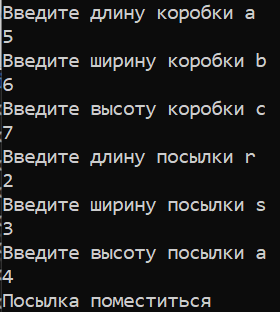 Введите длину коробки a
5
Введите ширину коробки b
6
Введите высоту коробки c
7
Введите длину посылки r
2
Введите ширину посылки s
3
Введите высоту посылки a
4
Посылка поместиться